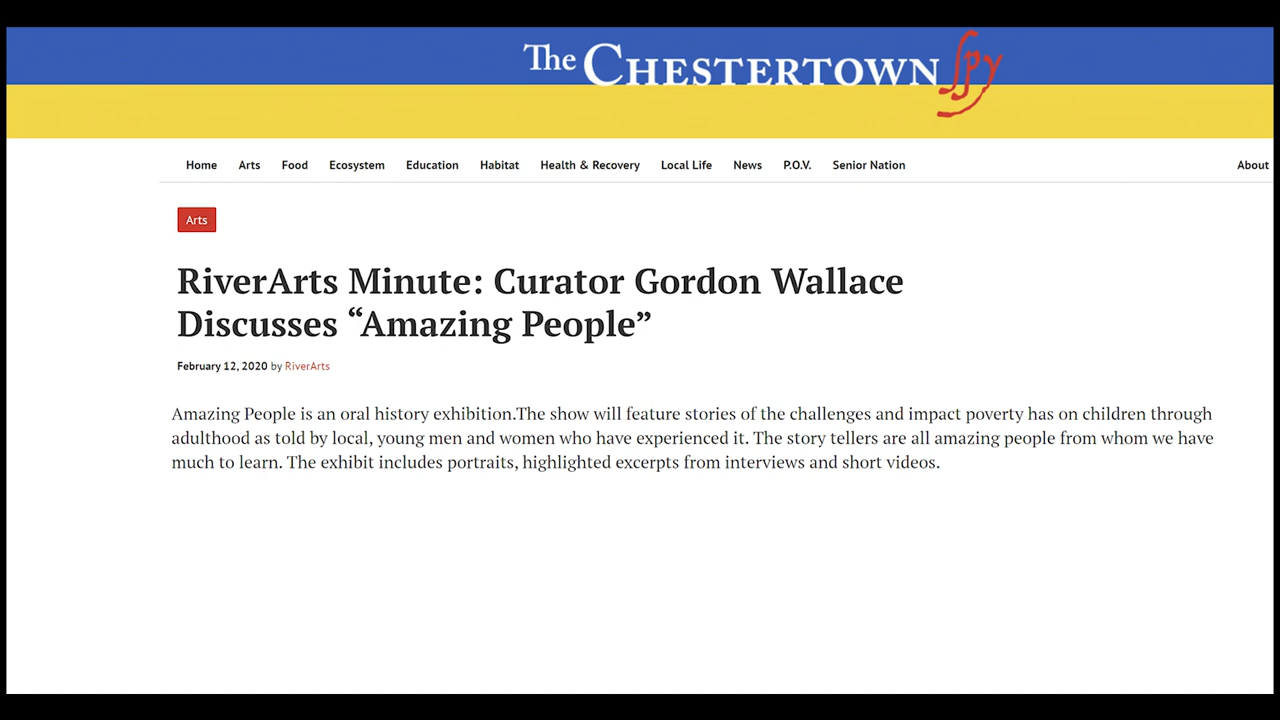 The CHESTERTOWN Spy
Home Arts Food Ecosystem Education Habitat Health & Recovery Local Life News P.O.V. Senior Nation About
Arts
RiverArts Minute: Curator Gordon Wallace
Discusses “Amazing People”
February 12, 2020 by RiverArts
Amazing People is an oral history exhibition.The show will feature stories of the challenges and impact poverty has on children through
adulthood as told by local, young men and women who have experienced it. The story tellers are all amazing people from whom we have
much to learn. The exhibit includes portraits, highlighted excerpts from interviews and short videos.